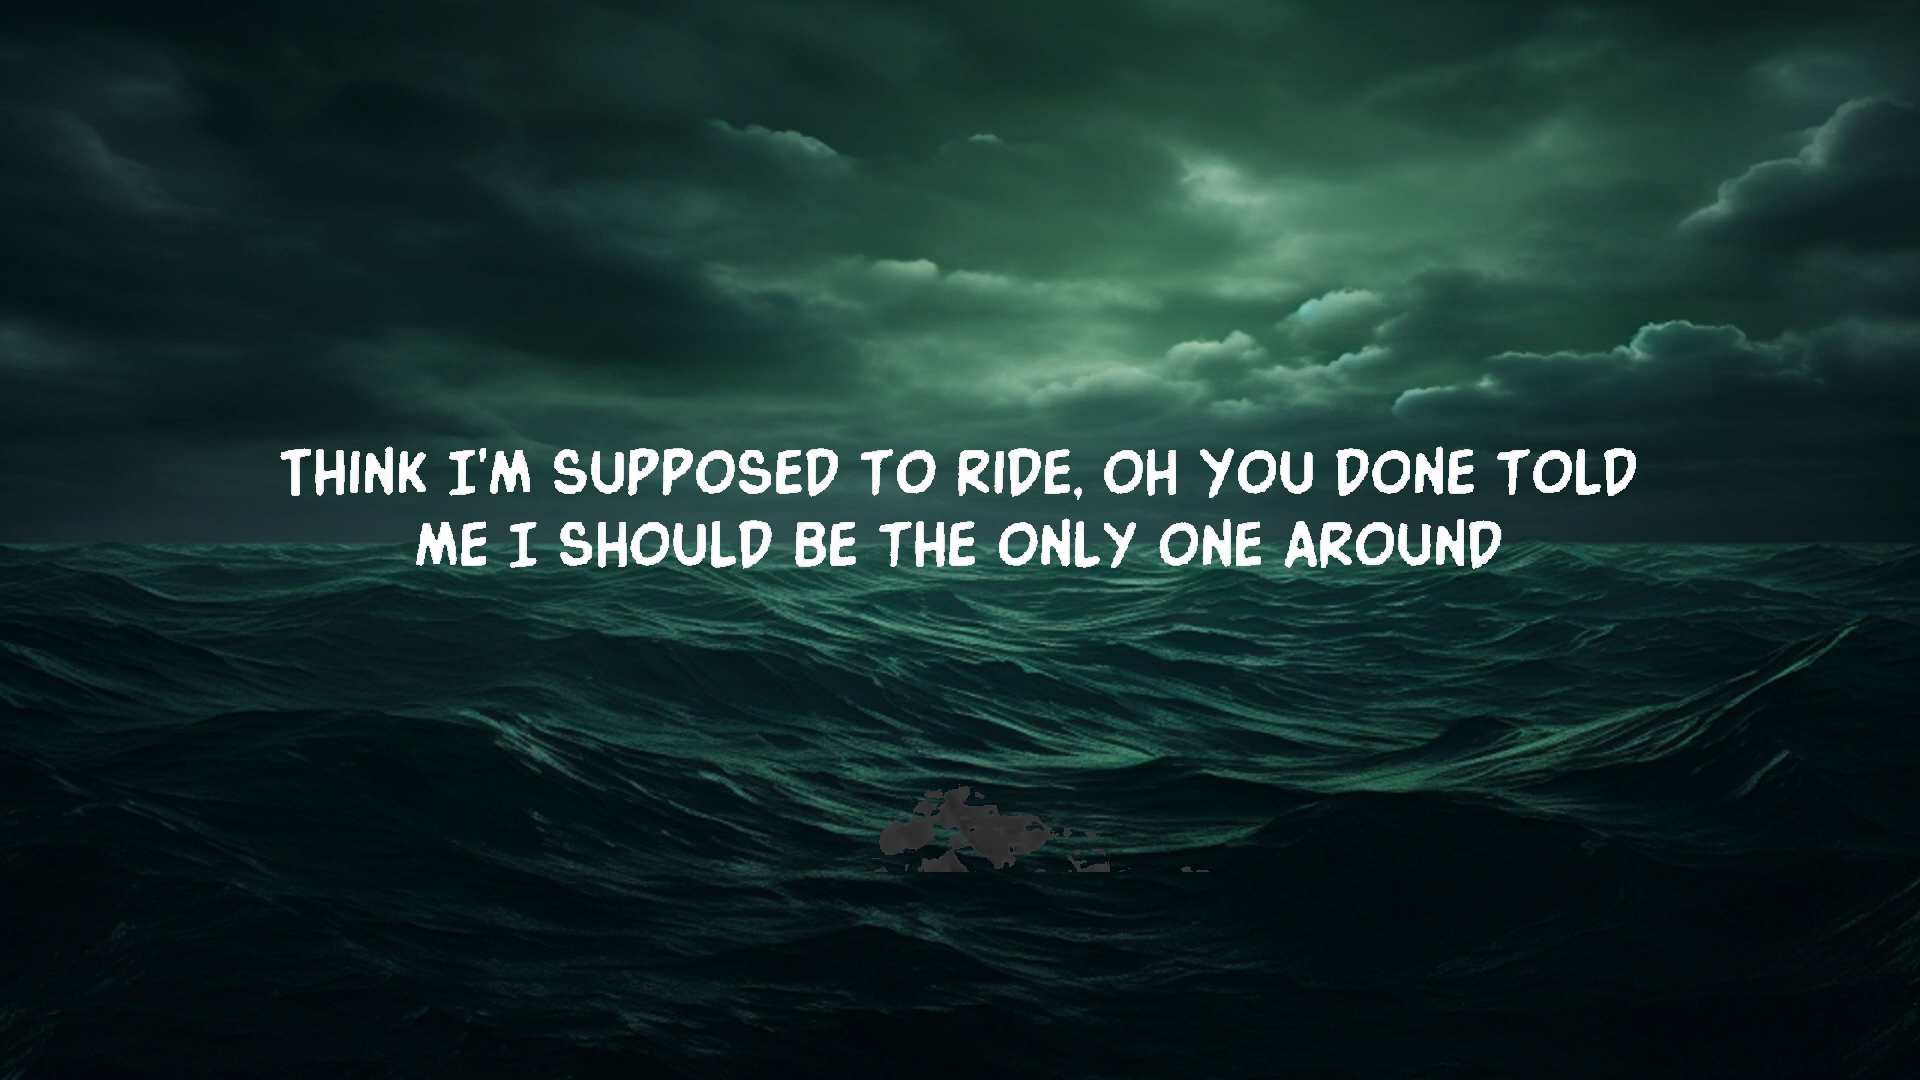 THINK I'M SUPPOSED TO RIDE, OH YOU DONE TOLD
ME I SHOULD BE THE ONLY ONE AROUND